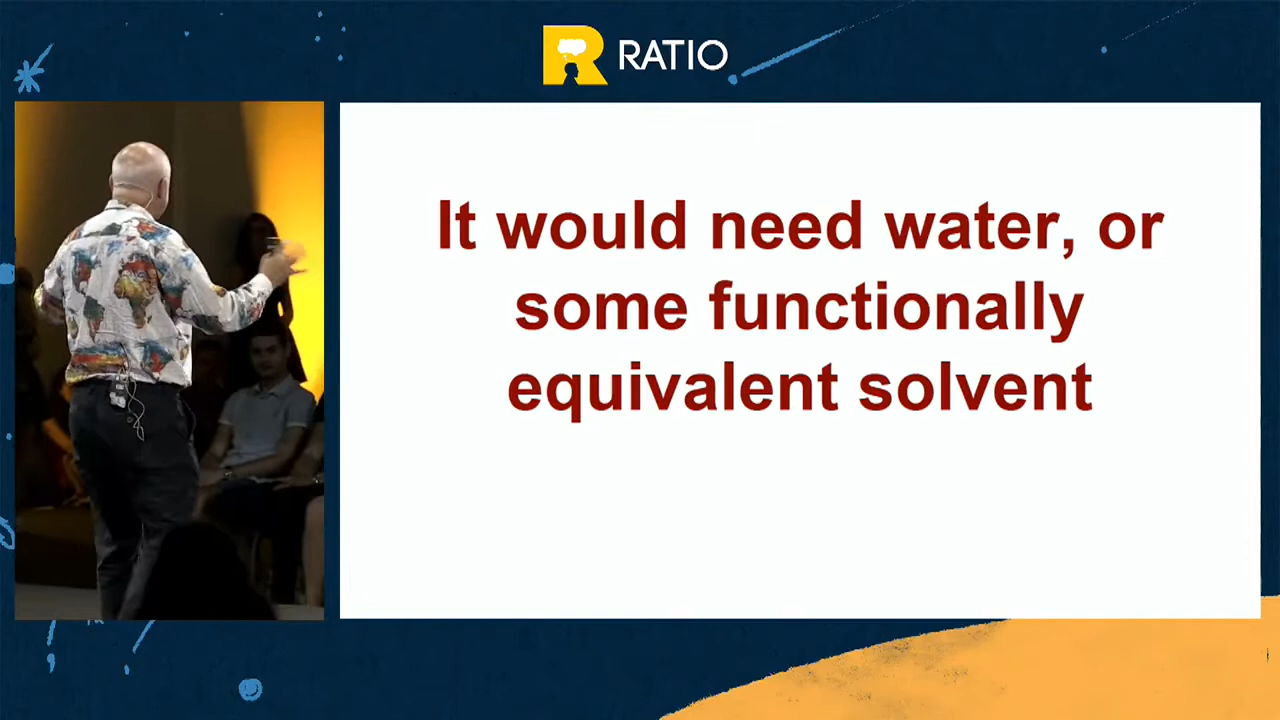 RATIO
It would need water, or
some functionally
equivalent solvent